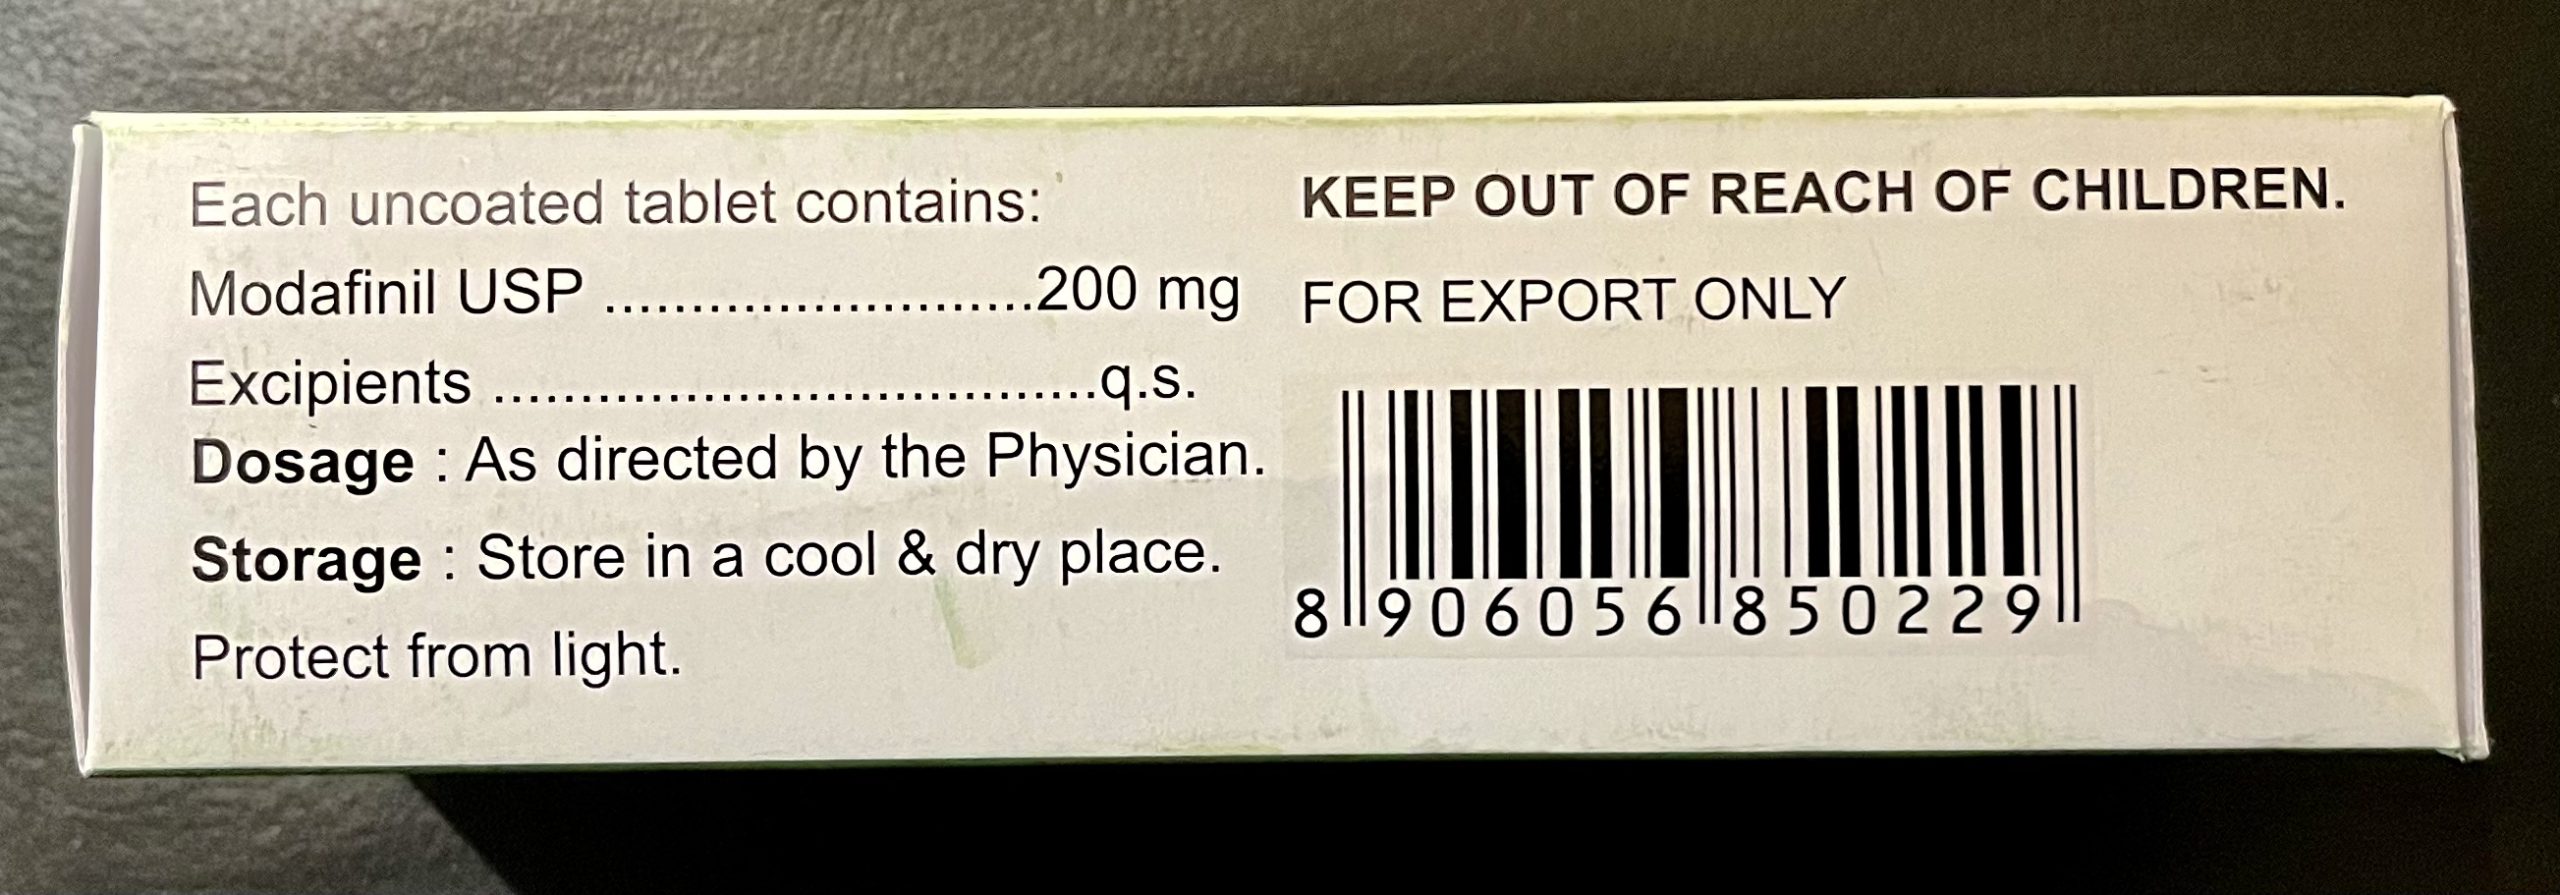 Each uncoated tablet contains:
Modafinil USP ..............................200 mg
Excipients ..........................................q.s.
Dosage : As directed by the Physician.
Storage : Store in a cool & dry place.
Protect from light.
KEEP OUT OF REACH OF CHILDREN.
FOR EXPORT ONLY
8 906056 850229